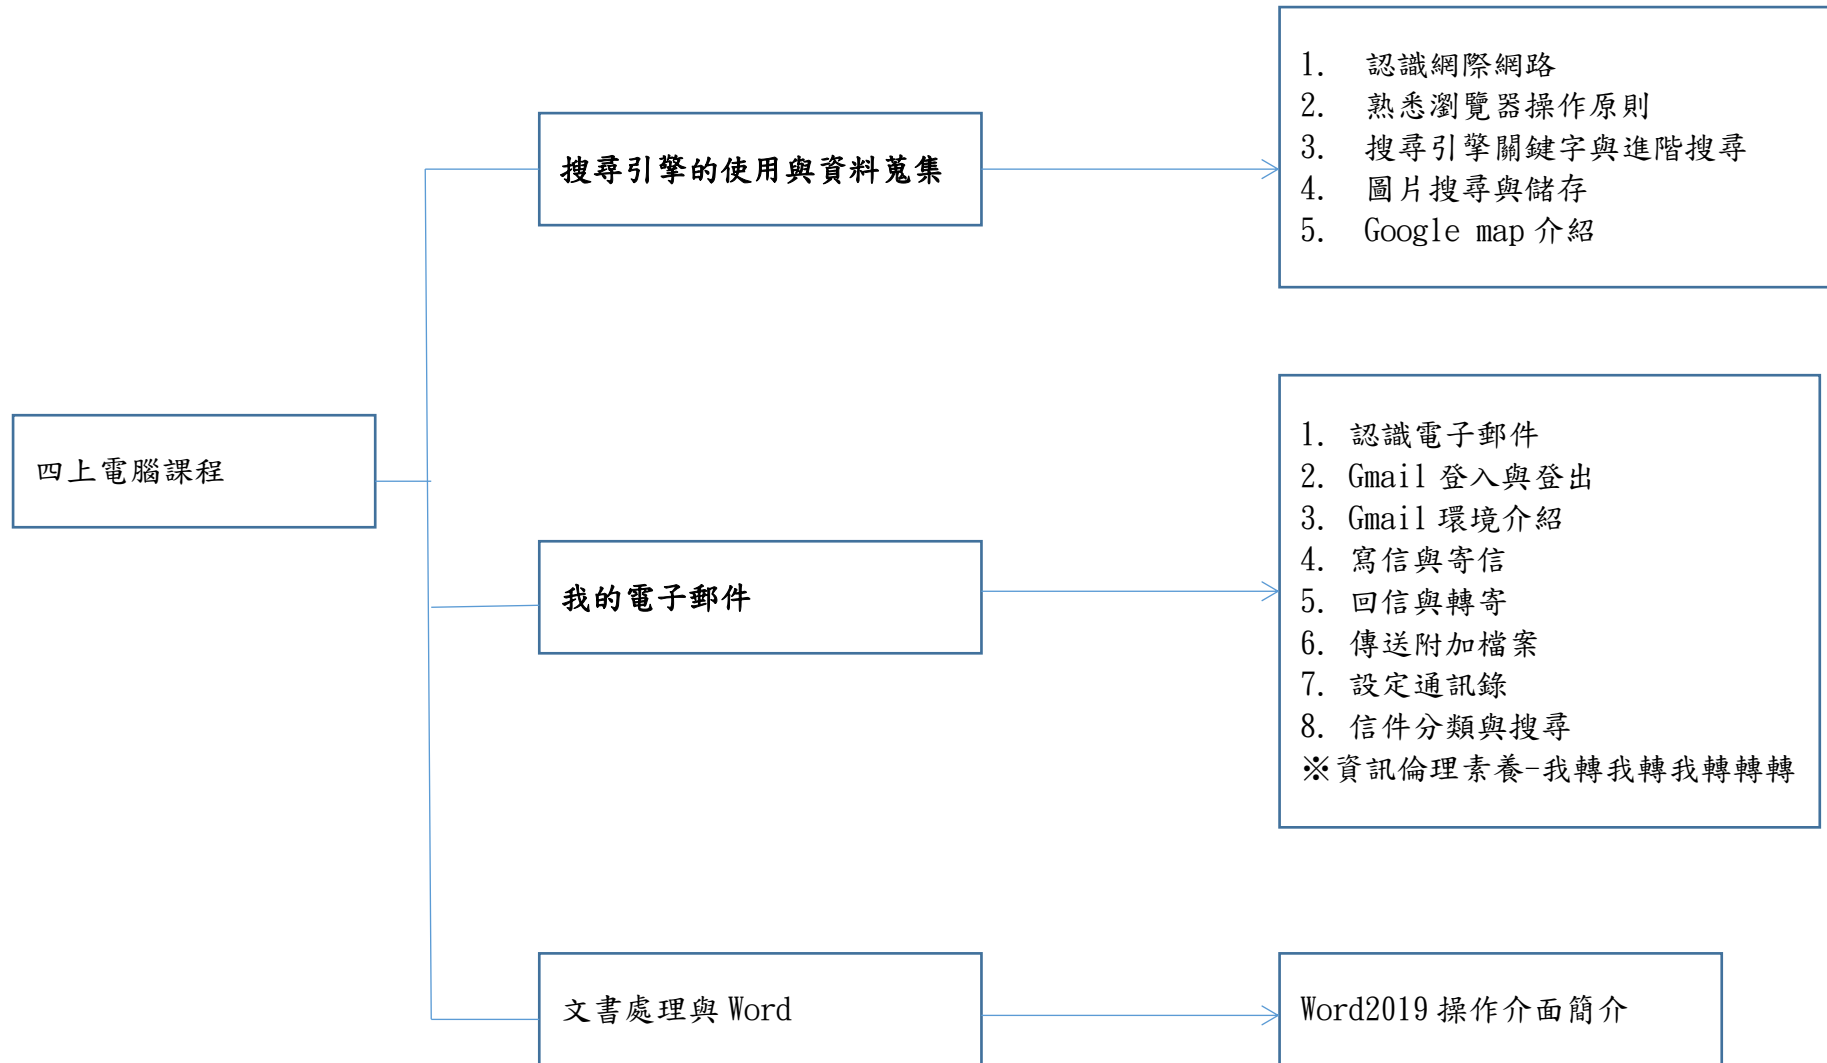 四上電腦課程
搜尋引擎的使用與資料蒐集
1. 認識網際網路
2. 熟悉瀏覽器操作原則
3. 搜尋引擎關鍵字與進階搜尋
4. 圖片搜尋與儲存
5. Google map 介紹
我的電子郵件
1. 認識電子郵件
2. Gmail 登入與登出
3. Gmail 環境介紹
4. 寫信與寄信
5. 回信與轉寄
6. 傳送附加檔案
7. 設定通訊錄
8. 信件分類與搜尋
※資訊倫理素養-我轉我轉我轉轉轉
文書處理與 Word
Word2019 操作介面簡介